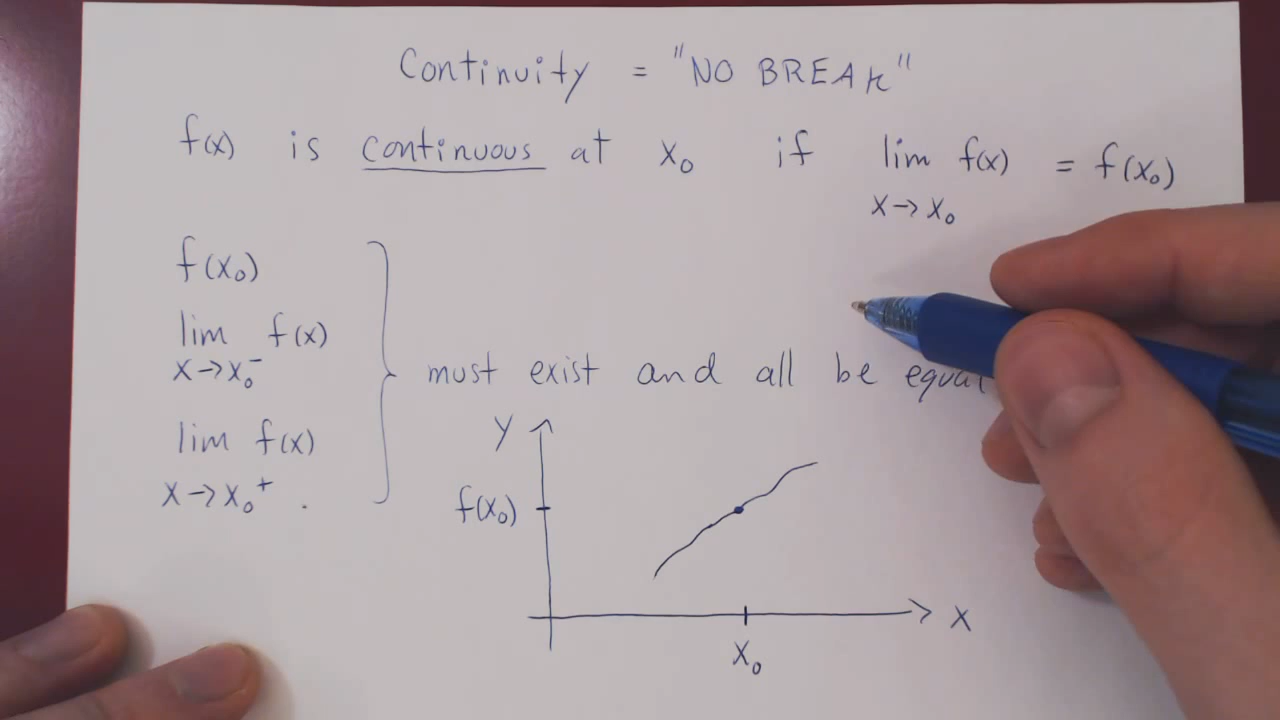 Continuity = "NO BREAK"
f(x) is continuous at x₀ if lim f(x) = f(x₀)
x→x₀
f(x₀)
lim f(x)
x→x₀⁻
must exist and all be equal
lim f(x)
x→x₀⁺ .
y
f(x₀)
x
x₀